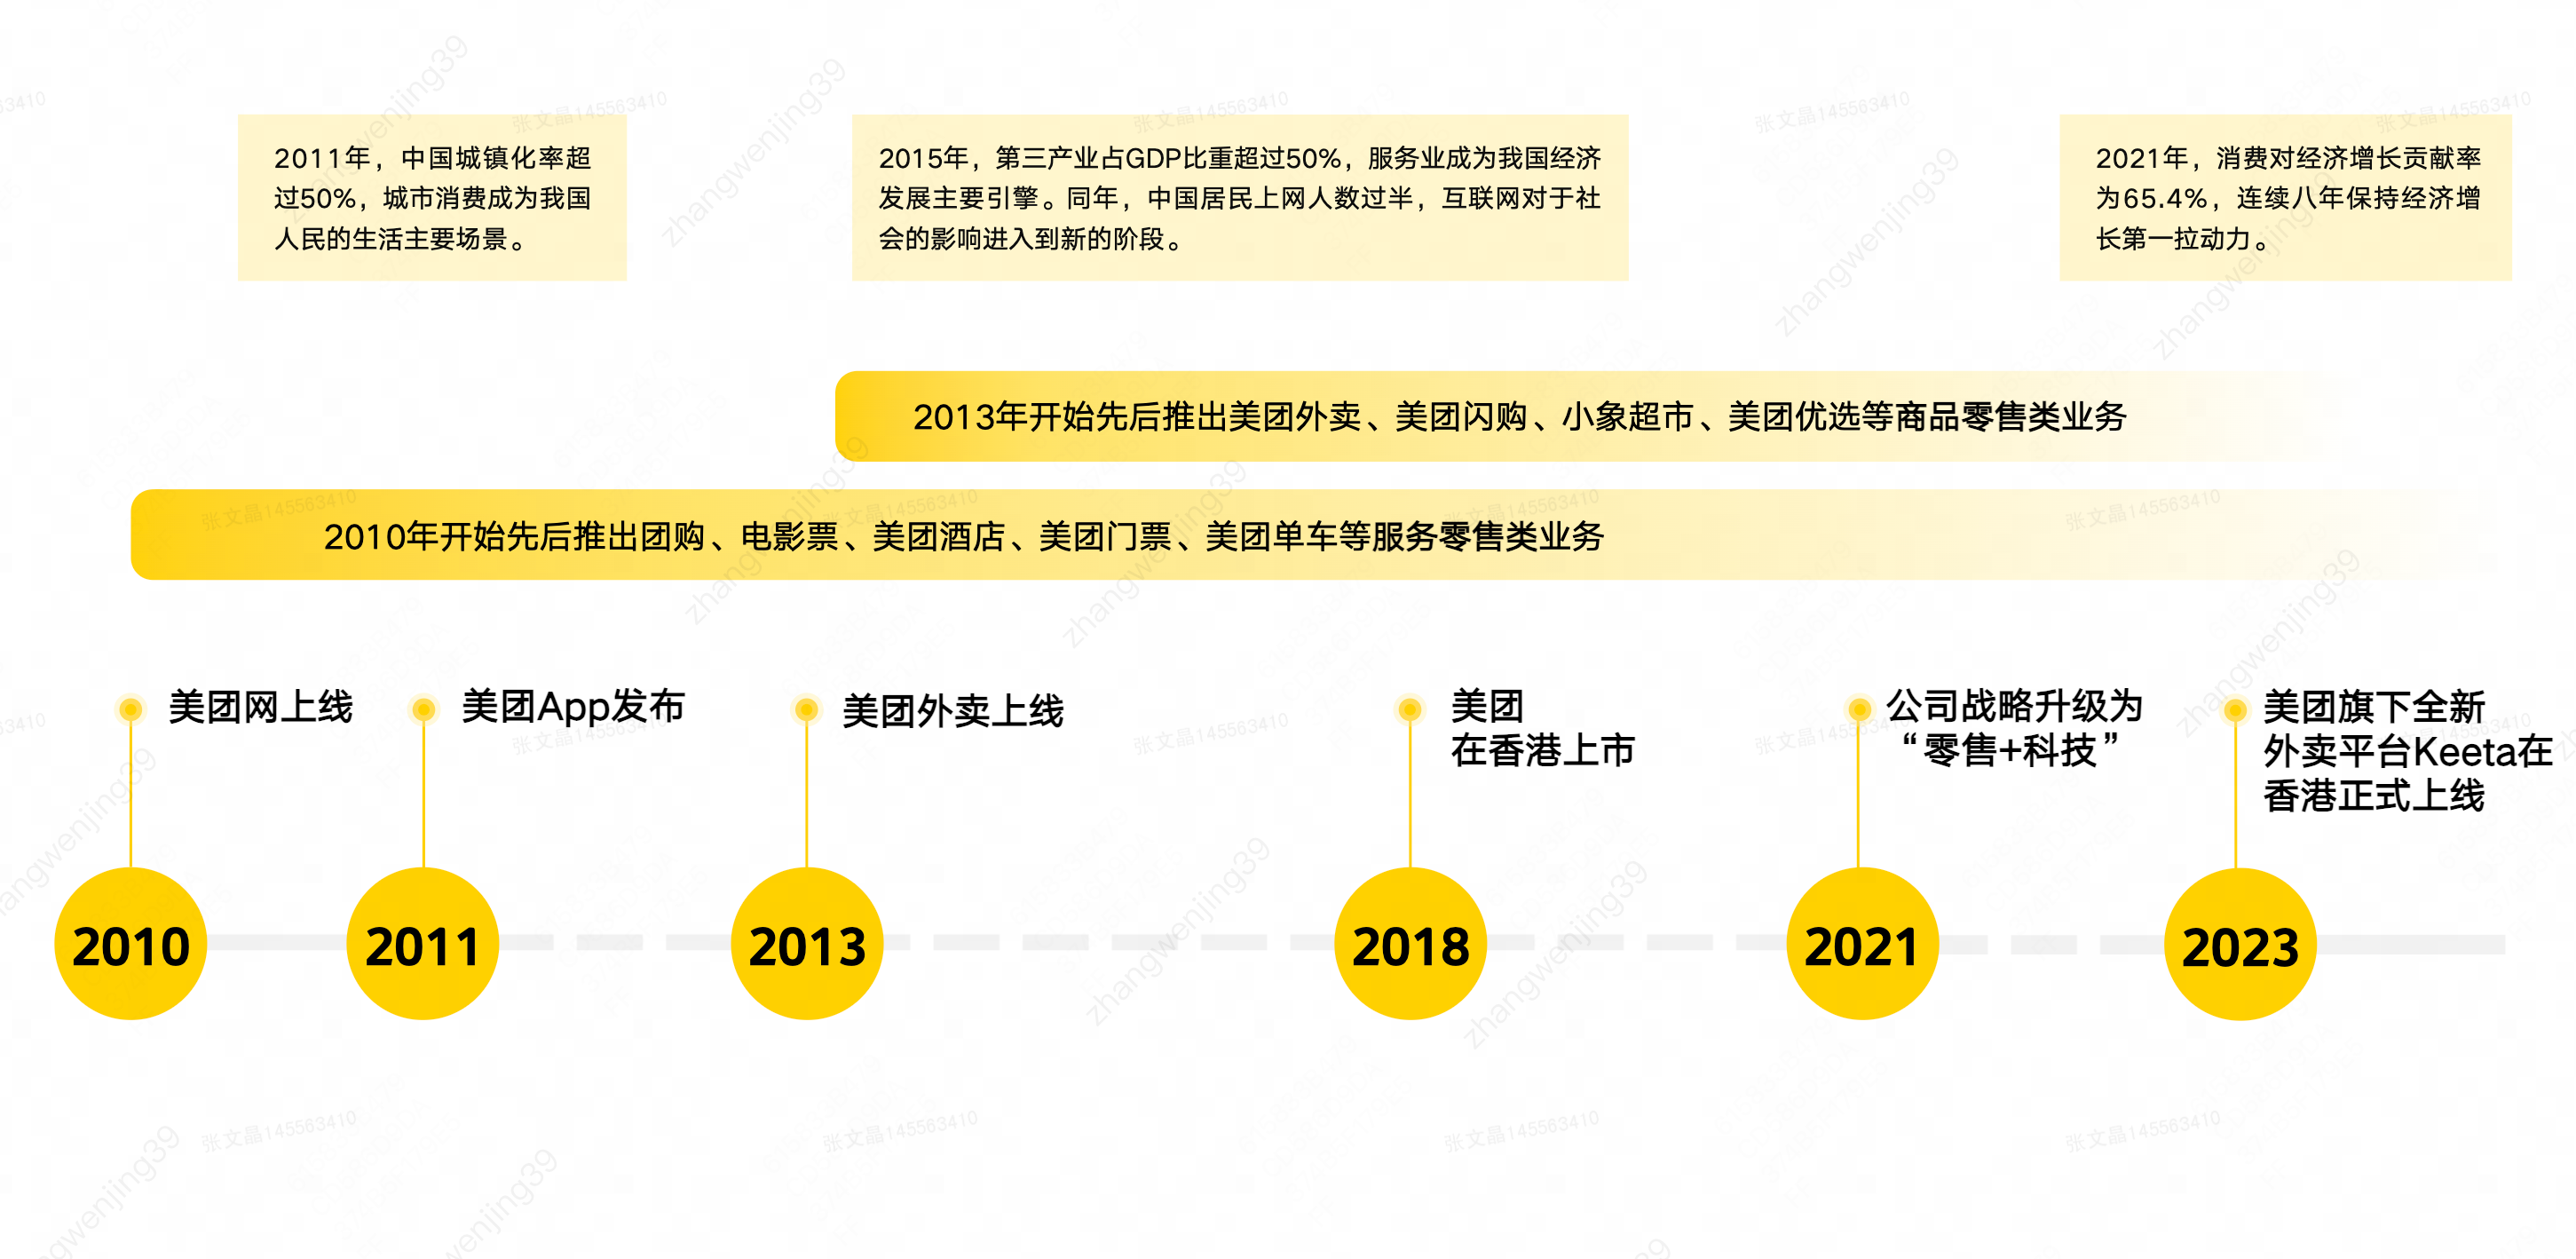 2011年，中国城镇化率超
过50%，城市消费成为我国
人民的生活主要场景。
2015年，第三产业占GDP比重超过50%，服务业成为我国经济
发展主要引擎。同年，中国居民上网人数过半，互联网对于社
会的影响进入到新的阶段。
2021年，消费对经济增长贡献率
为65.4%，连续八年保持经济增
长第一拉动力。
2013年开始先后推出美团外卖、美团闪购、小象超市、美团优选等商品零售类业务
2010年开始先后推出团购、电影票、美团酒店、美团门票、美团单车等服务零售类业务
美团网上线
美团App发布
美团外卖上线
美团
在香港上市
公司战略升级为
“零售+科技”
美团旗下全新
外卖平台Keeta在
香港正式上线
2010
2011
2013
2018
2021
2023
张文晶145563410
zhangwenjing39